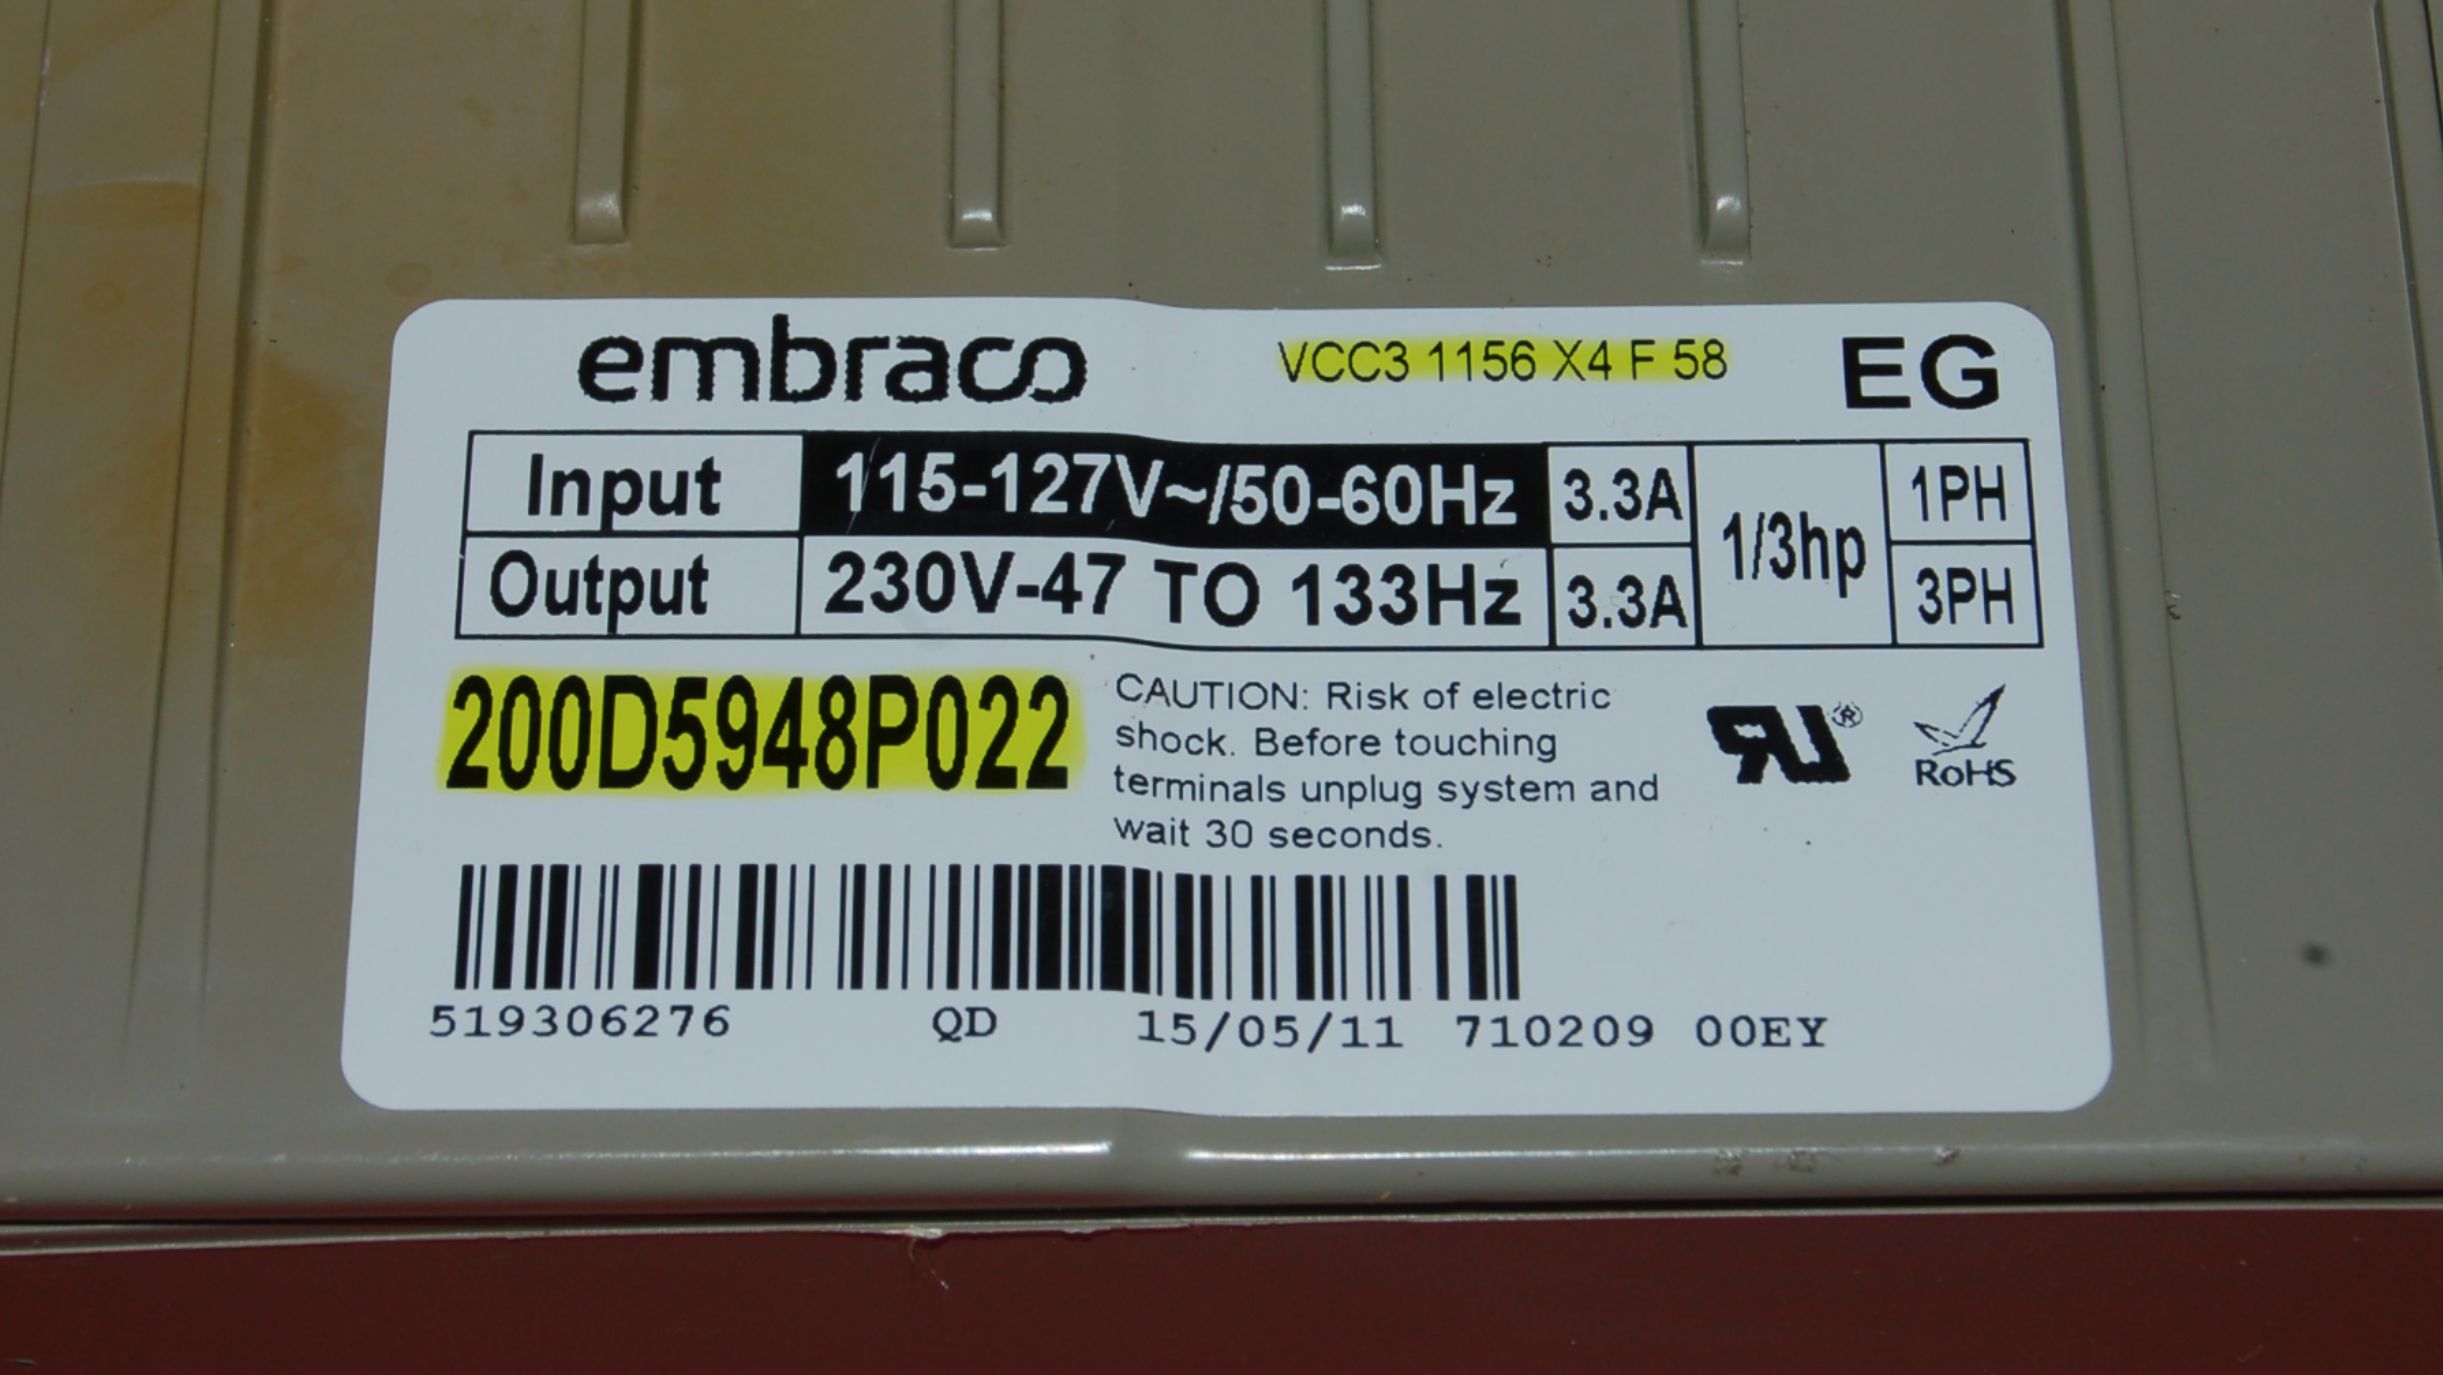 embraco VCC3 1156 X4 F 58 EG
Input 115-127V~/50-60Hz 3.3A 1/3hp 1PH
Output 230V-47 TO 133Hz 3.3A 3PH
200D5948P022
CAUTION: Risk of electric
shock. Before touching
terminals unplug system and
wait 30 seconds.
RU®
RoHS
519306276 QD 15/05/11 710209 00EY